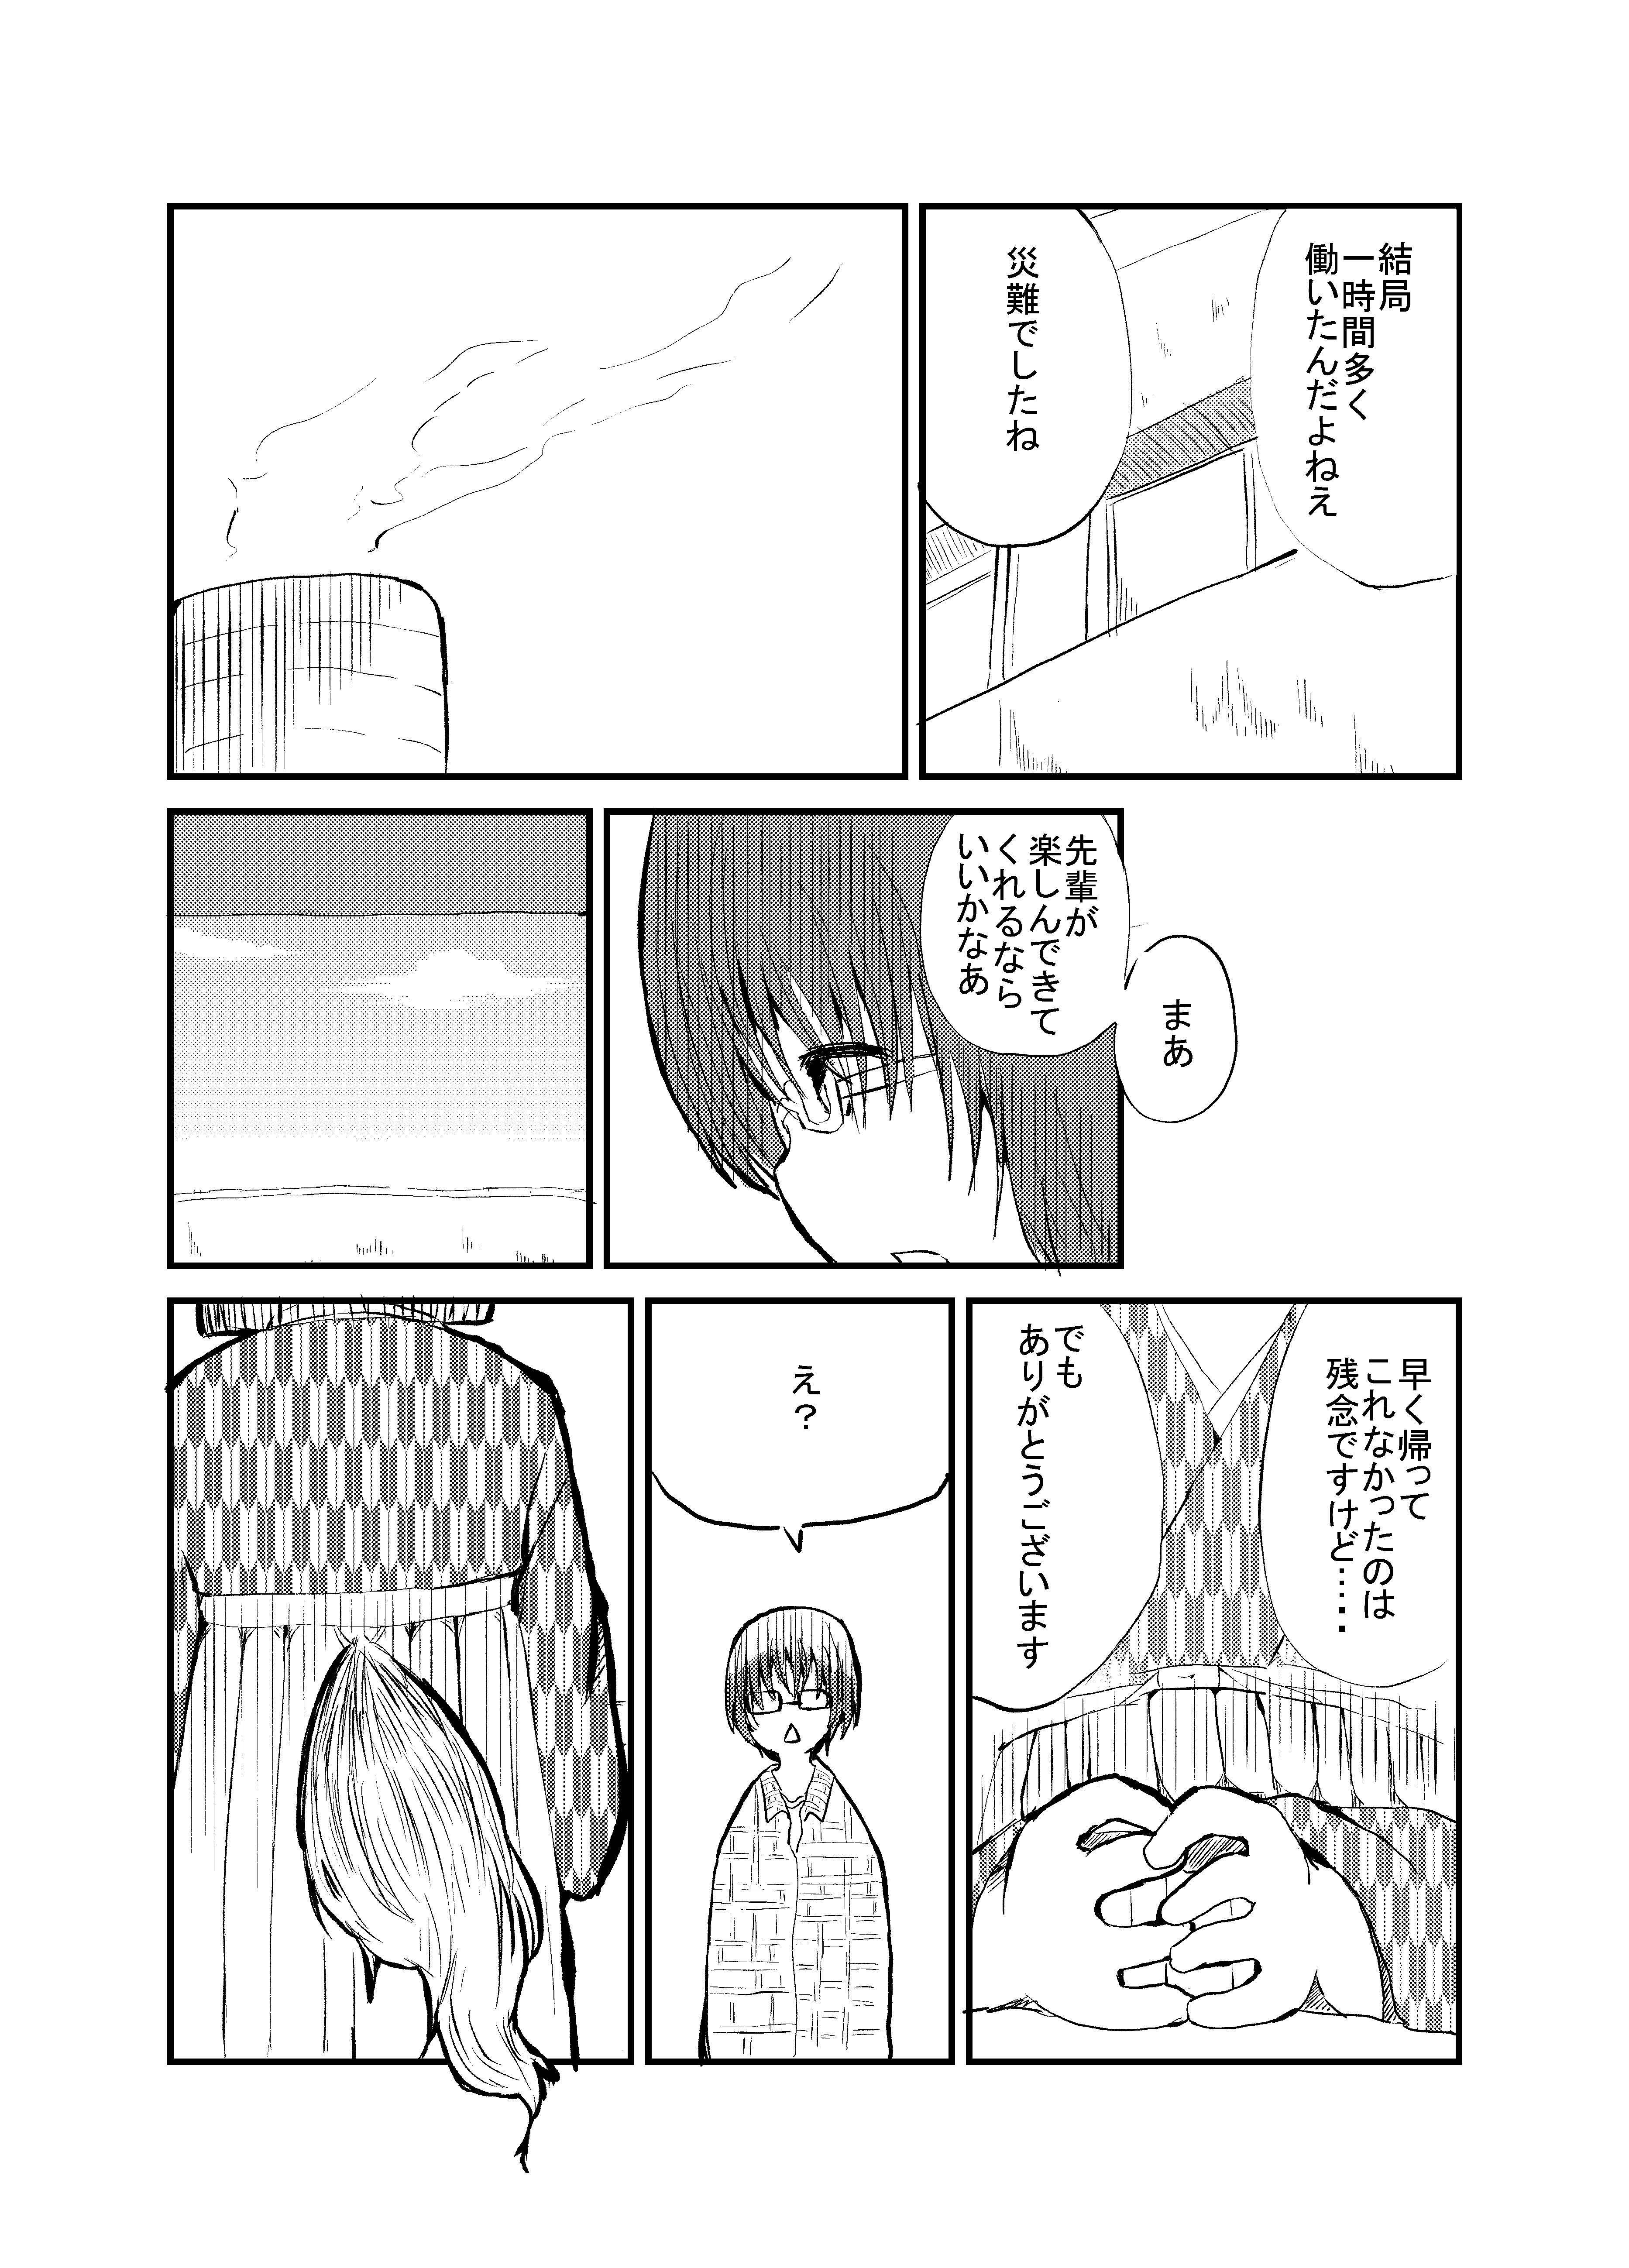 結局
一時間多く
働いたんだよねえ
災難でしたね
まあ
先輩が
楽しんできて
くれるなら
いいかなあ
早く帰って
これなかったのは
残念ですけど……
でも
ありがとうございます
え？